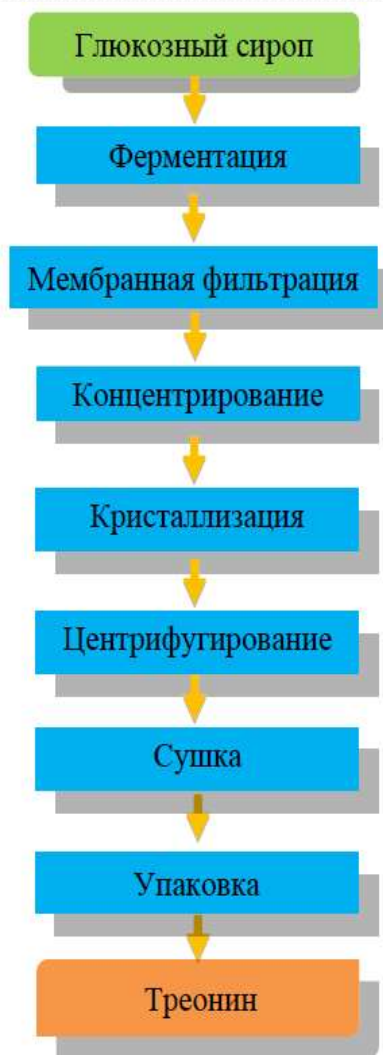 Глюкозный сироп
Ферментация
Мембранная фильтрация
Концентрирование
Кристаллизация
Центрифугирование
Сушка
Упаковка
Треонин